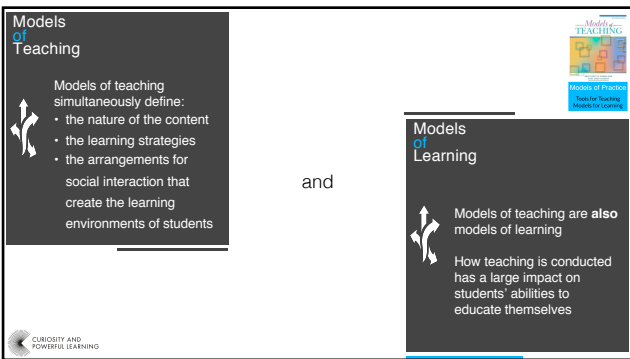 Models
of
Teaching
Models of teaching
simultaneously define:
• the nature of the content
• the learning strategies
• the arrangements for
social interaction that
create the learning
environments of students
and
Models of
TEACHING
Models of Practice
Tools for Teaching
Models for Learning
Models
of
Learning
Models of teaching are also
models of learning
How teaching is conducted
has a large impact on
students' abilities to
educate themselves
CURIOSITY AND
POWERFUL LEARNING